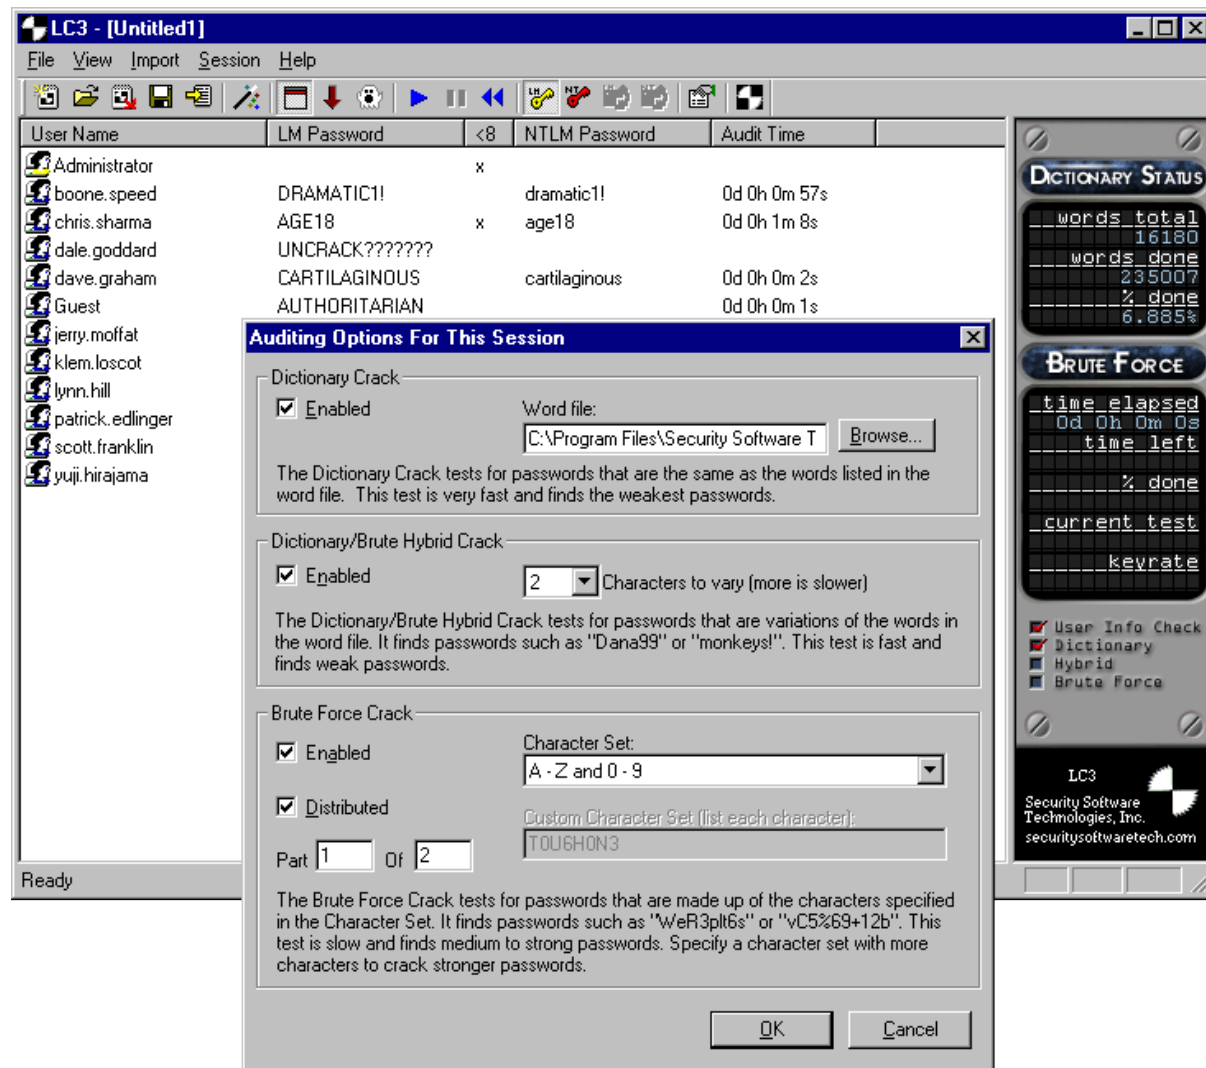 LC3 - [Untitled1]
File View Import Session Help
LM NT
User Name LM Password <8 NTLM Password Audit Time
Administrator x
boone.speed DRAMATIC1! dramatic1! 0d 0h 0m 57s
chris.sharma AGE18 x age18 0d 0h 1m 8s
dale.goddard UNCRACK???????
dave.graham CARTILAGINOUS cartilaginous 0d 0h 0m 2s
Guest AUTHORITARIAN 0d 0h 0m 1s
jerry.moffat
klem.loscot
lynn.hill
patrick.edlinger
scott.franklin
yuji.hirajama
Ready
DICTIONARY STATUS
words total
16180
words done
235007
% done
6.885%
BRUTE FORCE
time elapsed
0d 0h 0m 0s
time left
% done
current test
keyrate
User Info Check
Dictionary
Hybrid
Brute Force
LC3
Security Software
Technologies, Inc.
securitysoftwaretech.com
Auditing Options For This Session
Dictionary Crack
Enabled
Word file:
C:\Program Files\Security Software T
Browse...
The Dictionary Crack tests for passwords that are the same as the words listed in the
word file. This test is very fast and finds the weakest passwords.
Dictionary/Brute Hybrid Crack
Enabled
2 Characters to vary (more is slower)
The Dictionary/Brute Hybrid Crack tests for passwords that are variations of the words in
the word file. It finds passwords such as "Dana99" or "monkeys!". This test is fast and
finds weak passwords.
Brute Force Crack
Enabled
Character Set:
A - Z and 0 - 9
Distributed
Custom Character Set (list each character):
T0U6H0N3
Part 1 Of 2
The Brute Force Crack tests for passwords that are made up of the characters specified
in the Character Set. It finds passwords such as "WeR3plt6s" or "vC5%69+12b". This
test is slow and finds medium to strong passwords. Specify a character set with more
characters to crack stronger passwords.
OK Cancel